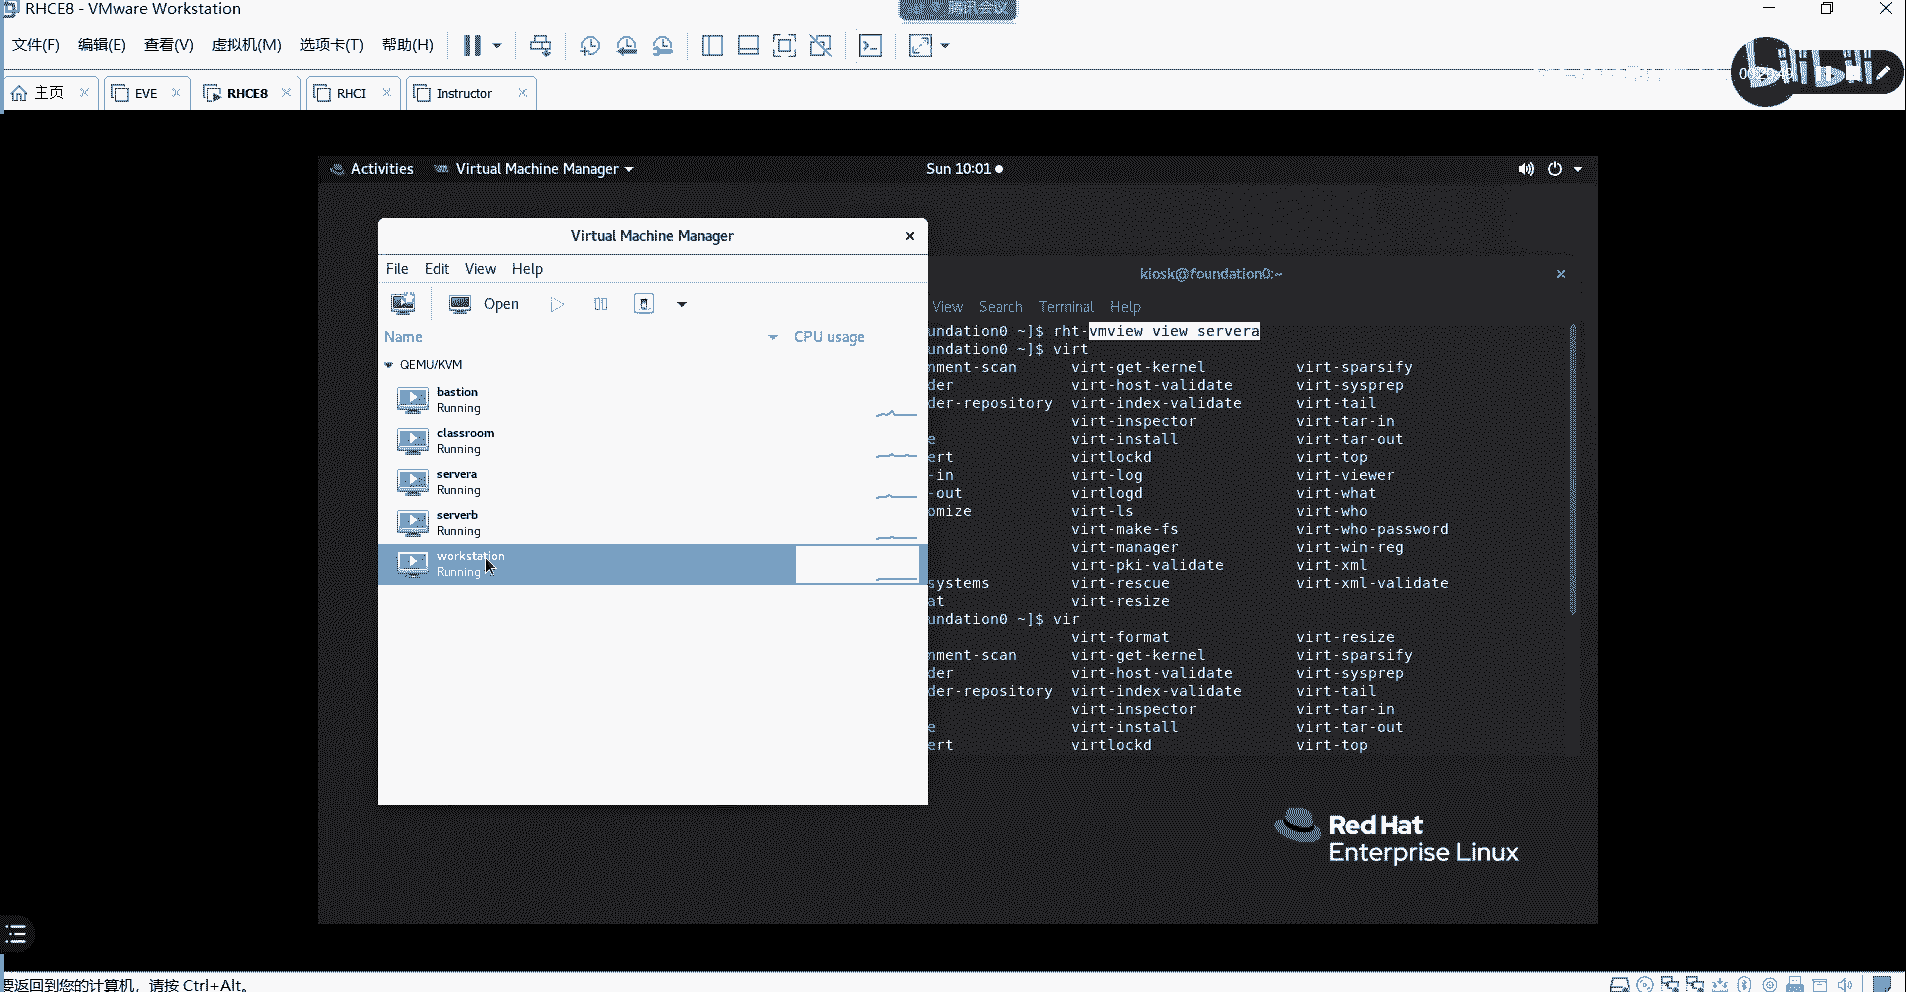 RHCE8 - VMware Workstation
腾讯会议
文件(F) 编辑(E) 查看(V) 虚拟机(M) 选项卡(T) 帮助(H)
主页 EVE RHCE8 RHCI Instructor
Activities Virtual Machine Manager Sun 10:01
Virtual Machine Manager
File Edit View Help
Open
Name CPU usage
QEMU/KVM
bastion
Running
classroom
Running
servera
Running
serverb
Running
workstation
Running
kiosk@foundation0:~
View Search Terminal Help
undation0 ~]$ rht-vmview view servera
undation0 ~]$ virt
nment-scan virt-get-kernel virt-sparsify
der virt-host-validate virt-sysprep
der-repository virt-index-validate virt-tail
virt-inspector virt-tar-in
e virt-install virt-tar-out
ert virtlockd virt-top
-in virt-log virt-viewer
-out virtlogd virt-what
omize virt-ls virt-who
virt-make-fs virt-who-password
virt-manager virt-win-reg
virt-pki-validate virt-xml
systems virt-rescue virt-xml-validate
at virt-resize
undation0 ~]$ vir
virt-format virt-resize
nment-scan virt-get-kernel virt-sparsify
der virt-host-validate virt-sysprep
der-repository virt-index-validate virt-tail
virt-inspector virt-tar-in
e virt-install virt-tar-out
ert virtlockd virt-top
Red Hat
Enterprise Linux
要返回到您的计算机，请按 Ctrl+Alt。